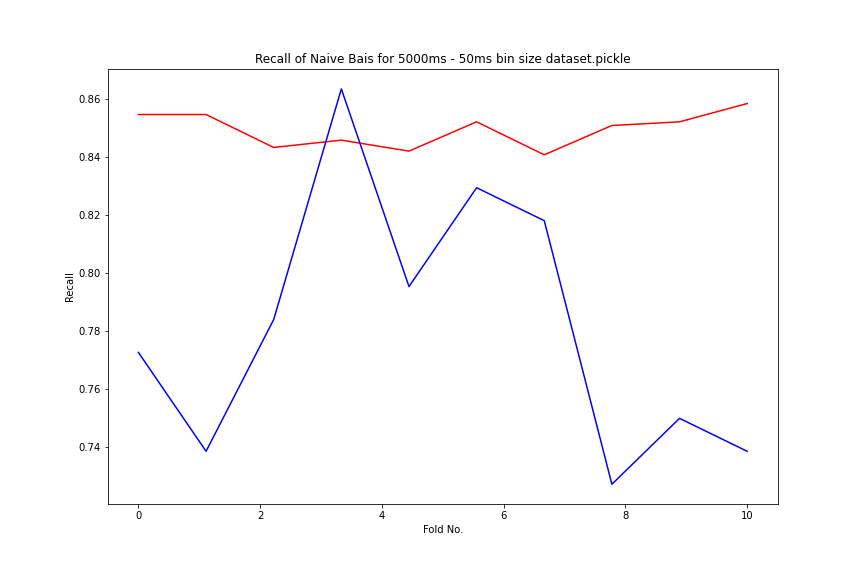 Recall of Naive Bais for 5000ms - 50ms bin size dataset.pickle
0.86
0.84
0.82
0.80
0.78
0.76
0.74
Recall
0 2 4 6 8 10
Fold No.